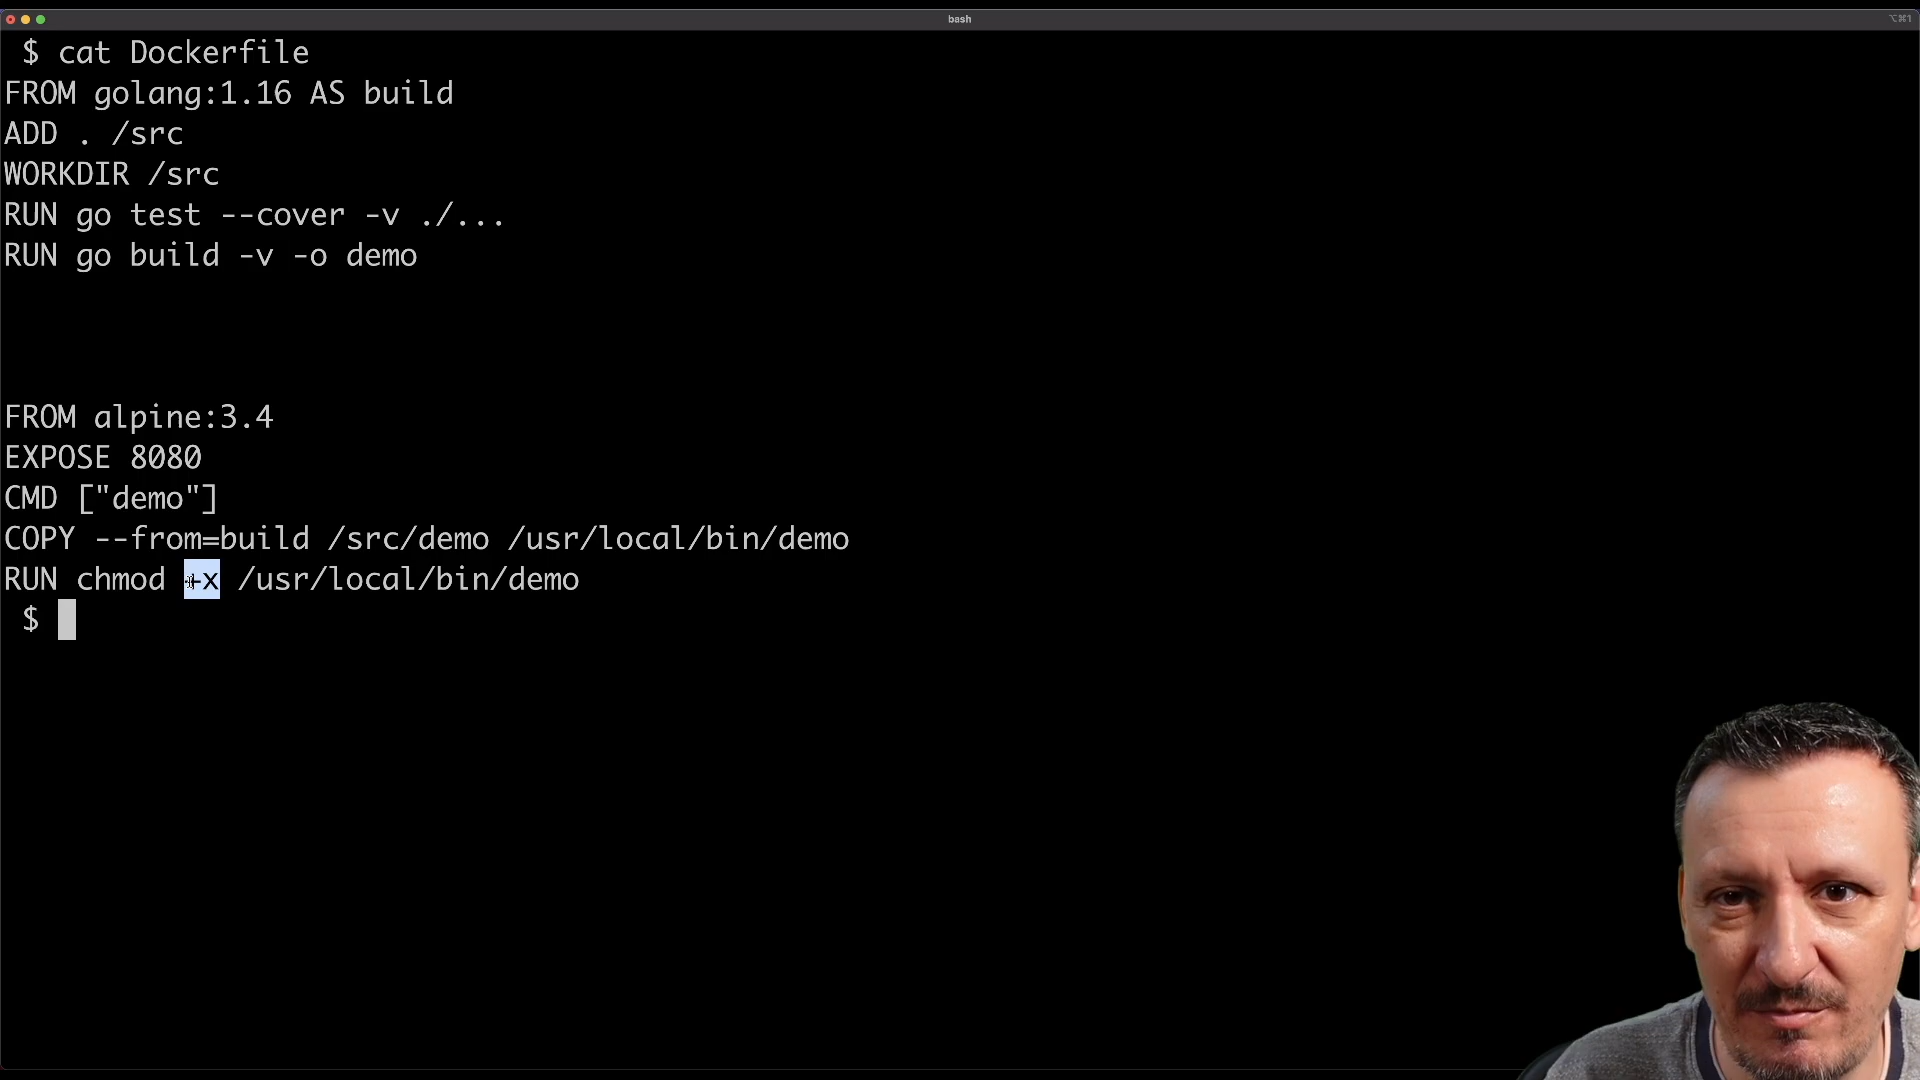 bash
⌥⌘1
$ cat Dockerfile
FROM golang:1.16 AS build
ADD . /src
WORKDIR /src
RUN go test --cover -v ./...
RUN go build -v -o demo
FROM alpine:3.4
EXPOSE 8080
CMD ["demo"]
COPY --from=build /src/demo /usr/local/bin/demo
RUN chmod +x /usr/local/bin/demo
$